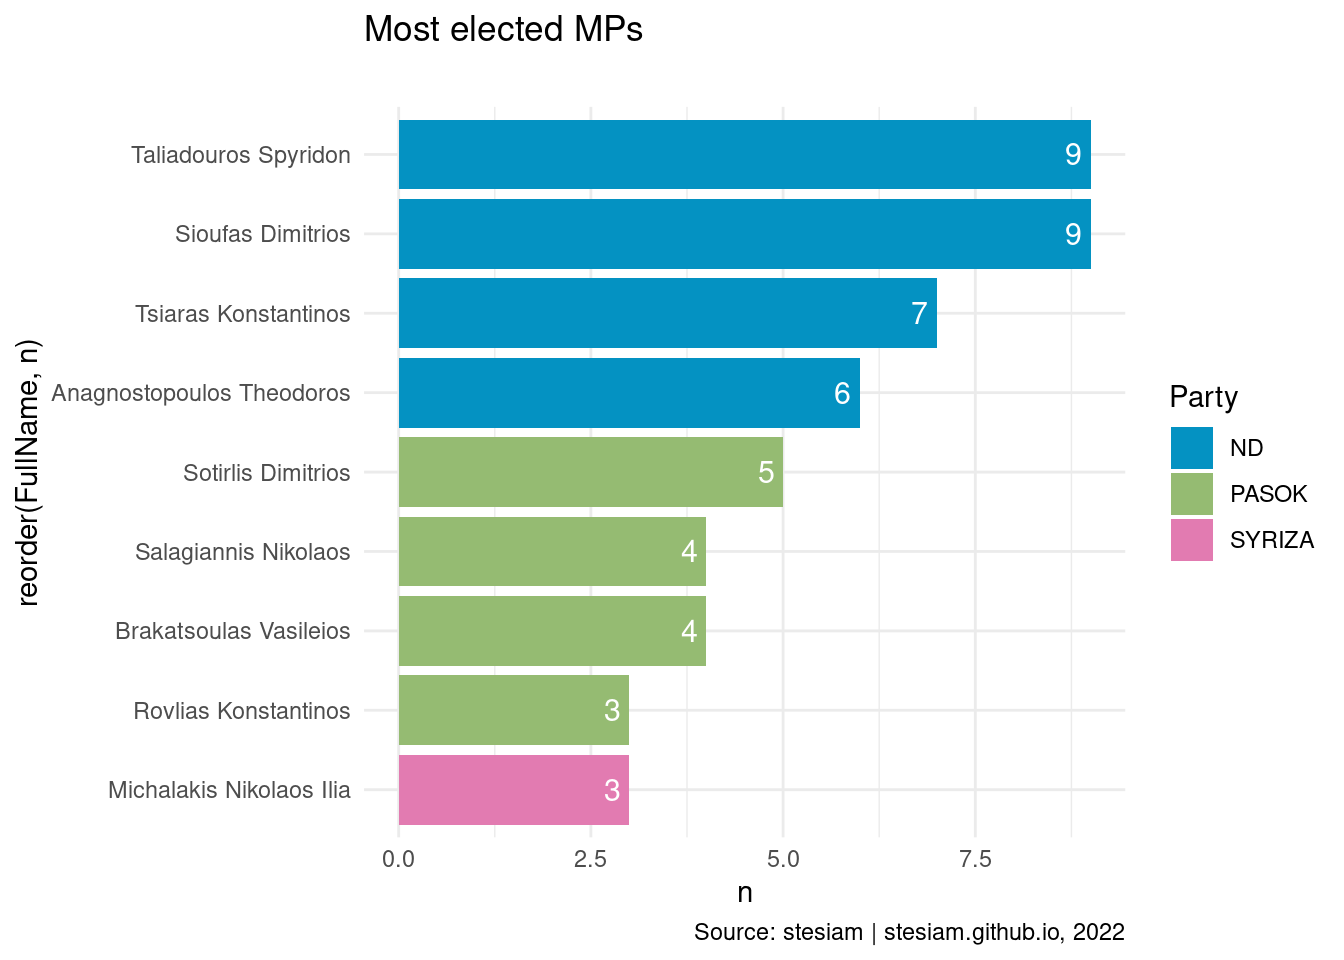 Most elected MPs
reorder(FullName, n)
Taliadouros Spyridon
9
Sioufas Dimitrios
9
Tsiaras Konstantinos
7
Anagnostopoulos Theodoros
6
Sotirlis Dimitrios
5
Salagiannis Nikolaos
4
Brakatsoulas Vasileios
4
Rovlias Konstantinos
3
Michalakis Nikolaos Ilia
3
0.0 2.5 5.0 7.5
n
Party
ND
PASOK
SYRIZA
Source: stesiam | stesiam.github.io, 2022